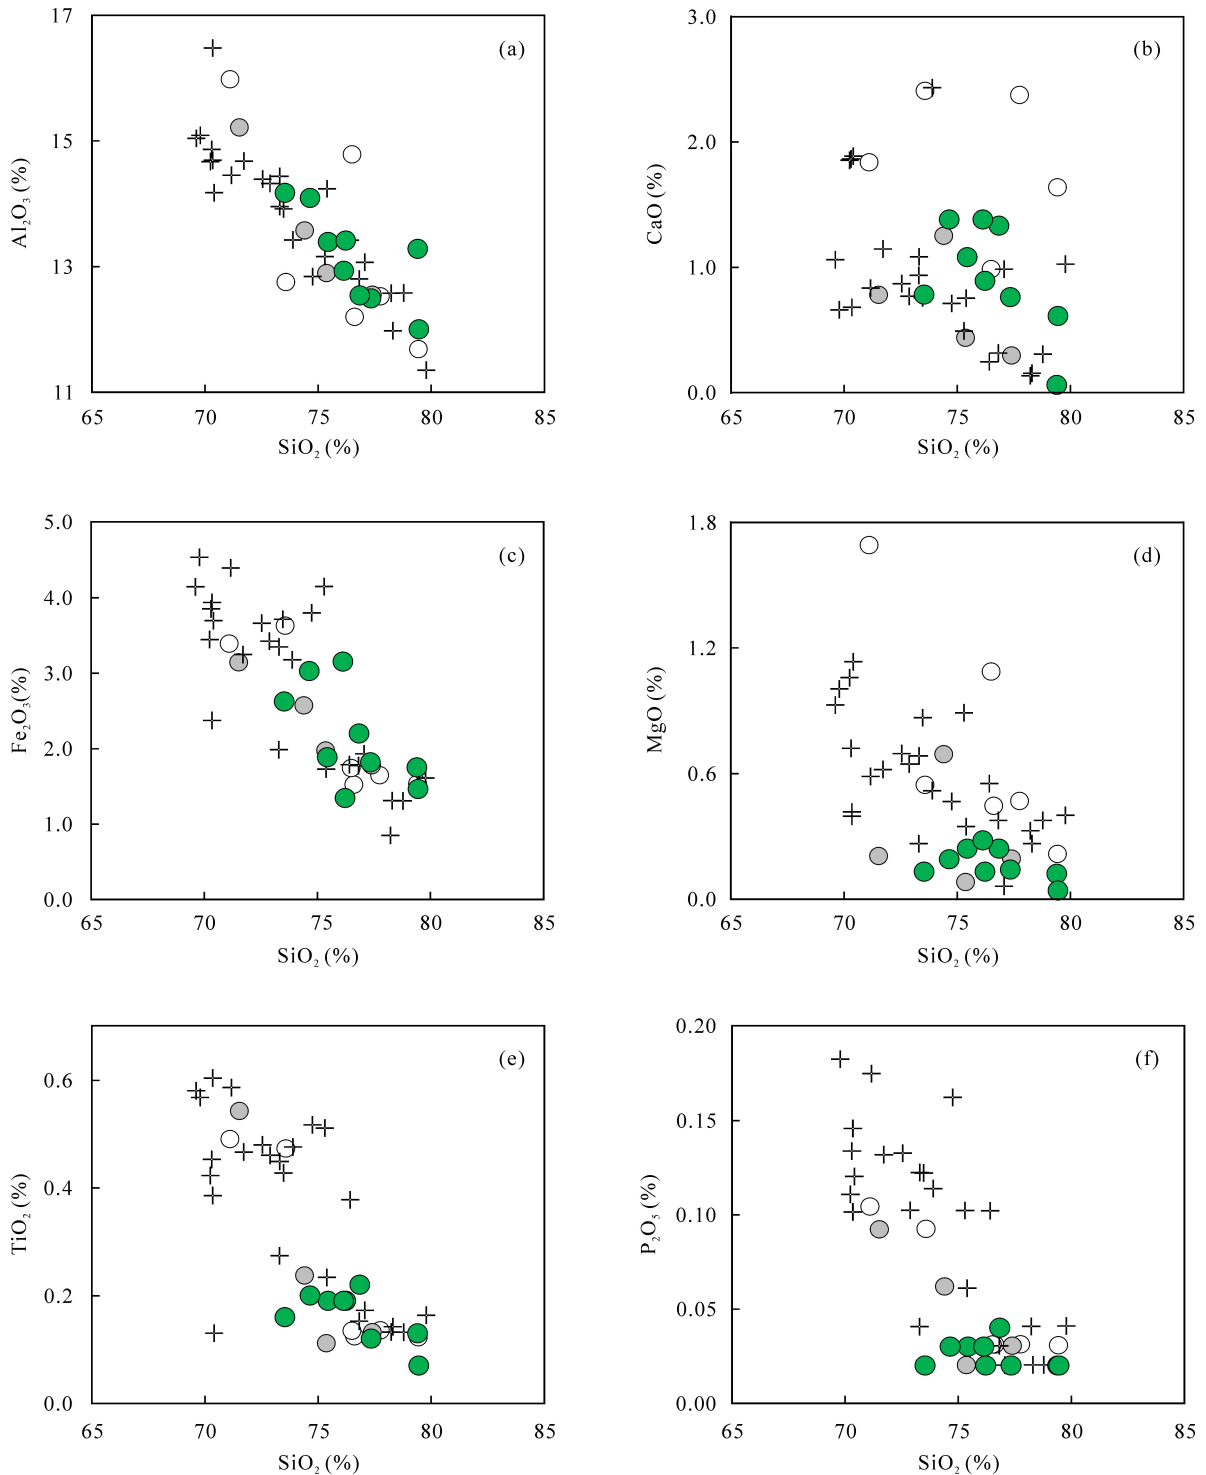 17
15
13
11
65 70 75 80 85
Al₂O₃ (%)
SiO₂ (%)
(a)
3.0
2.0
1.0
0.0
65 70 75 80 85
CaO (%)
SiO₂ (%)
(b)
5.0
4.0
3.0
2.0
1.0
0.0
65 70 75 80 85
Fe₂O₃(%)
SiO₂ (%)
(c)
1.8
1.2
0.6
0.0
65 70 75 80 85
MgO (%)
SiO₂ (%)
(d)
0.6
0.4
0.2
0.0
65 70 75 80 85
TiO₂ (%)
SiO₂ (%)
(e)
0.20
0.15
0.10
0.05
0.00
65 70 75 80 85
P₂O₅ (%)
SiO₂ (%)
(f)